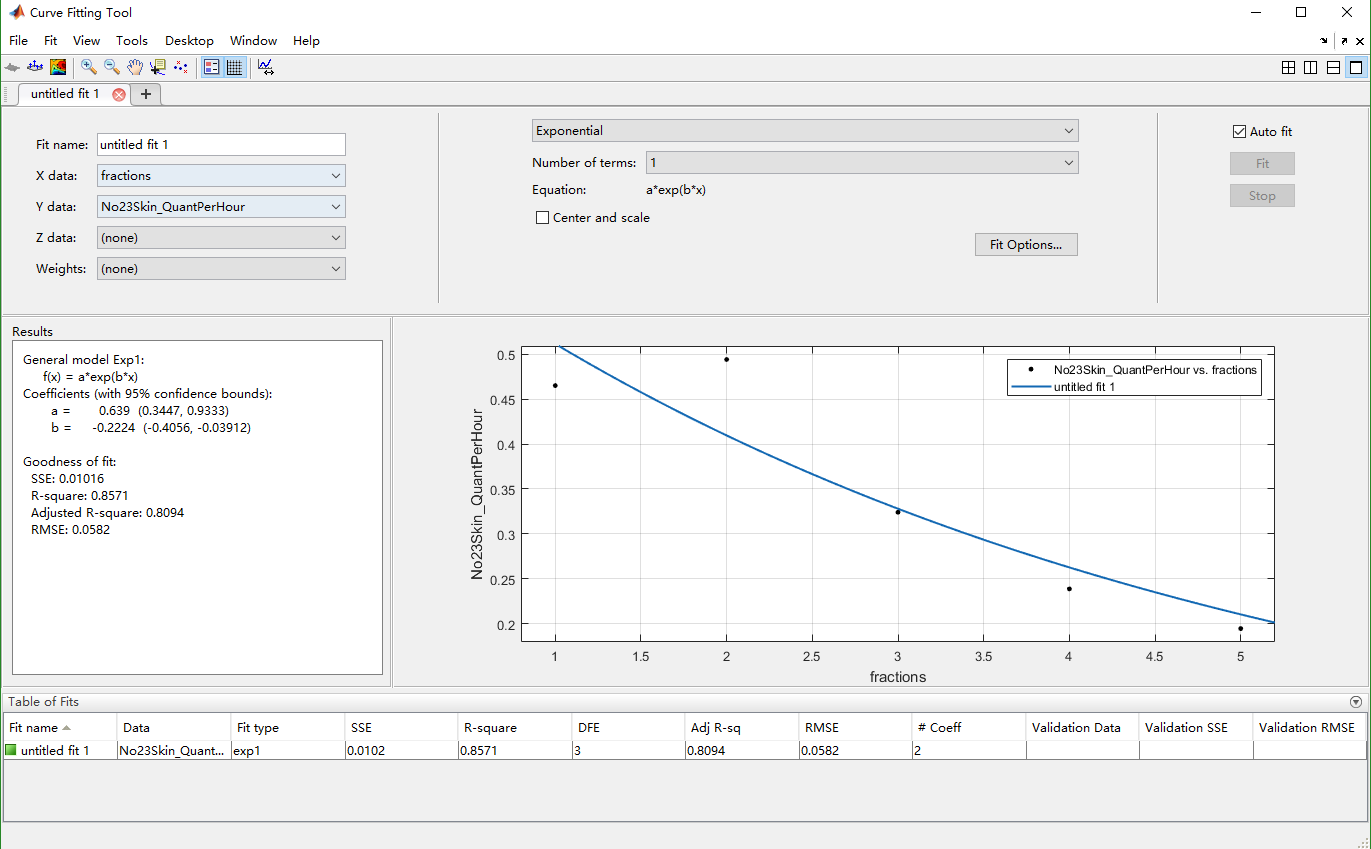 Curve Fitting Tool
File Fit View Tools Desktop Window Help
untitled fit 1
Fit name: untitled fit 1
X data: fractions
Y data: No23Skin_QuantPerHour
Z data: (none)
Weights: (none)
Exponential
Number of terms: 1
Equation: a*exp(b*x)
Center and scale
Fit Options...
Auto fit
Fit
Stop
Results
General model Exp1:
f(x) = a*exp(b*x)
Coefficients (with 95% confidence bounds):
a = 0.639 (0.3447, 0.9333)
b = -0.2224 (-0.4056, -0.03912)
Goodness of fit:
SSE: 0.01016
R-square: 0.8571
Adjusted R-square: 0.8094
RMSE: 0.0582
No23Skin_QuantPerHour
0.5
0.45
0.4
0.35
0.3
0.25
0.2
No23Skin_QuantPerHour vs. fractions
untitled fit 1
1 1.5 2 2.5 3 3.5 4 4.5 5
fractions
Table of Fits
Fit name Data Fit type SSE R-square DFE Adj R-sq RMSE # Coeff Validation Data Validation SSE Validation RMSE
untitled fit 1 No23Skin_Quant... exp1 0.0102 0.8571 3 0.8094 0.0582 2